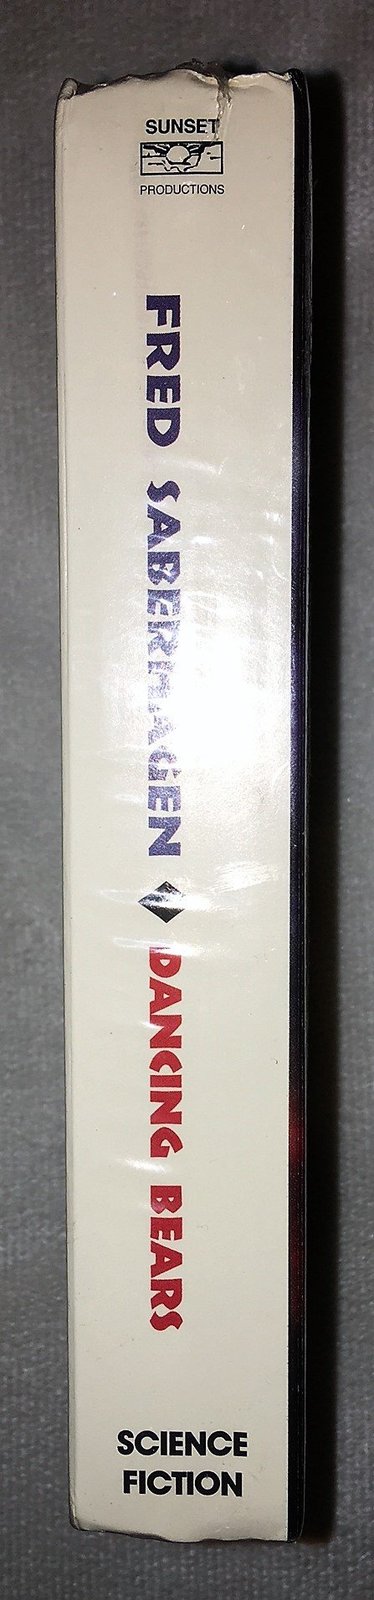 SUNSET
PRODUCTIONS
FRED SABERHAGEN ◆ DANCING BEARS
SCIENCE
FICTION